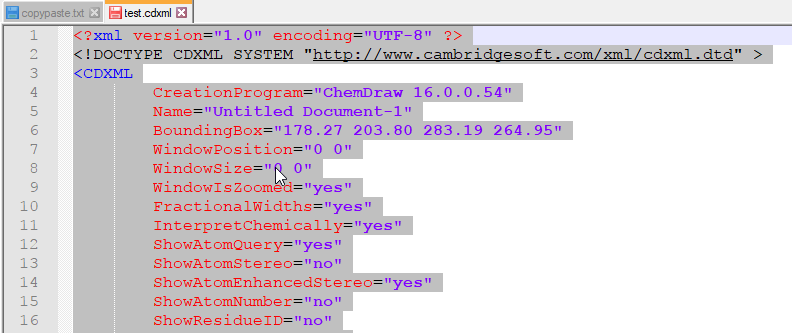 copypaste.txt test.cdxml
1 <?xml version="1.0" encoding="UTF-8" ?>
2 <!DOCTYPE CDXML SYSTEM "http://www.cambridgesoft.com/xml/cdxml.dtd" >
3 <CDXML
4 CreationProgram="ChemDraw 16.0.0.54"
5 Name="Untitled Document-1"
6 BoundingBox="178.27 203.80 283.19 264.95"
7 WindowPosition="0 0"
8 WindowSize="0 0"
9 WindowIsZoomed="yes"
10 FractionalWidths="yes"
11 InterpretChemically="yes"
12 ShowAtomQuery="yes"
13 ShowAtomStereo="no"
14 ShowAtomEnhancedStereo="yes"
15 ShowAtomNumber="no"
16 ShowResidueID="no"